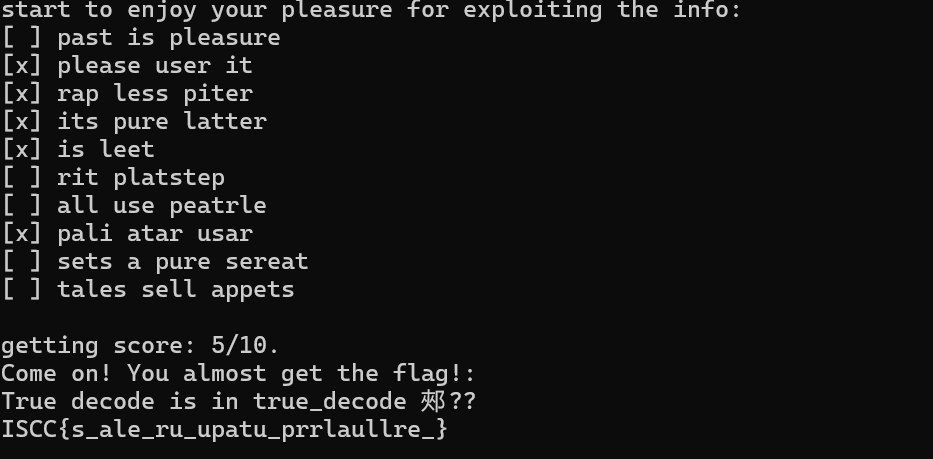 start to enjoy your pleasure for exploiting the info:
[ ] past is pleasure
[x] please user it
[x] rap less piter
[x] its pure latter
[x] is leet
[ ] rit platstep
[ ] all use peatrle
[x] pali atar usar
[ ] sets a pure sereat
[ ] tales sell appets
getting score: 5/10.
Come on! You almost get the flag!:
True decode is in true_decode 郏??
ISCC{s_ale_ru_upatu_prrlaullre_}